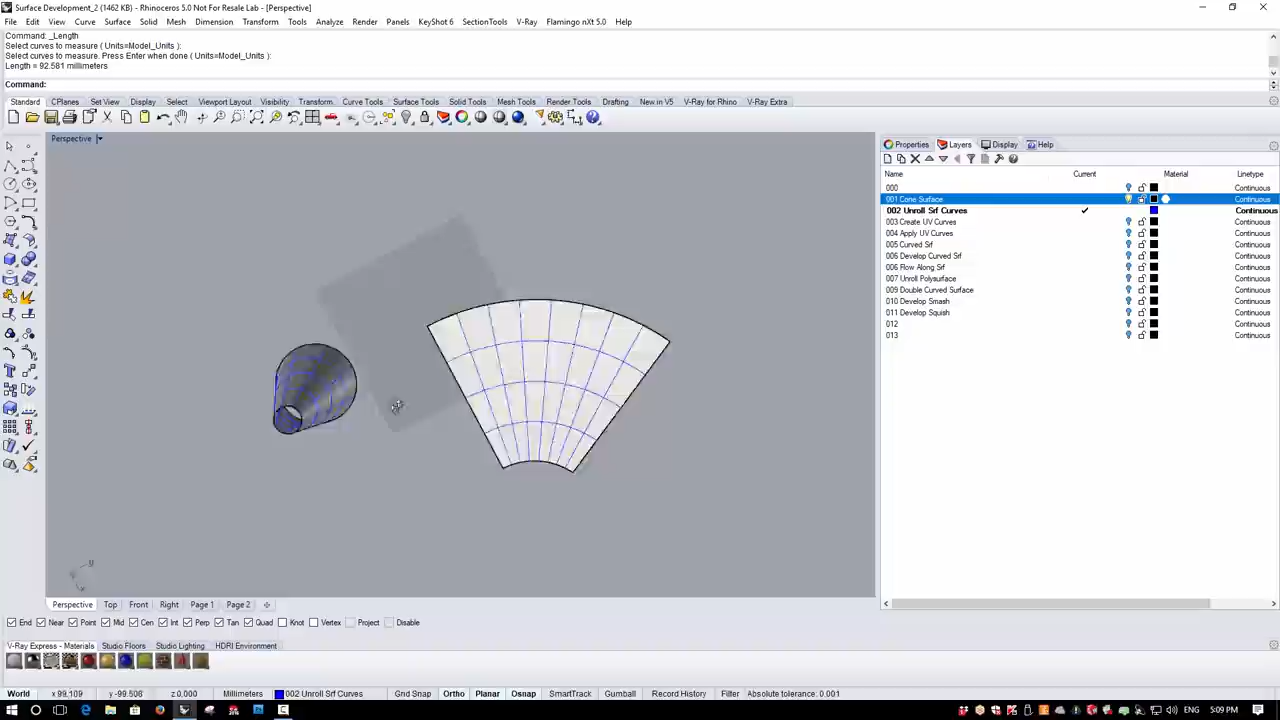 Surface Development_2 (1462 KB) - Rhinoceros 5.0 Not For Resale Lab - [Perspective]
File Edit View Curve Surface Solid Mesh Dimension Transform Tools Analyze Render Panels KeyShot 6 SectionTools V-Ray Flamingo nXt 5.0 Help
Command: _Length
Select curves to measure ( Units=Model_Units ):
Select curves to measure. Press Enter when done ( Units=Model_Units ):
Length = 92.581 millimeters
Command:
Standard CPlanes Set View Display Select Viewport Layout Visibility Transform Curve Tools Surface Tools Solid Tools Mesh Tools Render Tools Drafting New in V5 V-Ray for Rhino V-Ray Extra
Perspective
Properties Layers Display Help
Name Current Material Linetype
000 Continuous
001 Cone Surface Continuous
002 Unroll Srf Curves Continuous
003 Create UV Curves Continuous
004 Apply UV Curves Continuous
005 Curved Srf Continuous
006 Develop Curved Srf Continuous
006 Flow Along Srf Continuous
007 Unroll Polysurface Continuous
009 Double Curved Surface Continuous
010 Develop Smash Continuous
011 Develop Squish Continuous
012 Continuous
013 Continuous
Perspective Top Front Right Page 1 Page 2
End Near Point Mid Cen Int Perp Tan Quad Knot Vertex Project Disable
V-Ray Express - Materials Studio Floors Studio Lighting HDRI Environment
World x 99.109 y -99.508 z 0.000 Millimeters 002 Unroll Srf Curves Grid Snap Ortho Planar Osnap SmartTrack Gumball Record History Filter Absolute tolerance: 0.001
ENG 5:09 PM